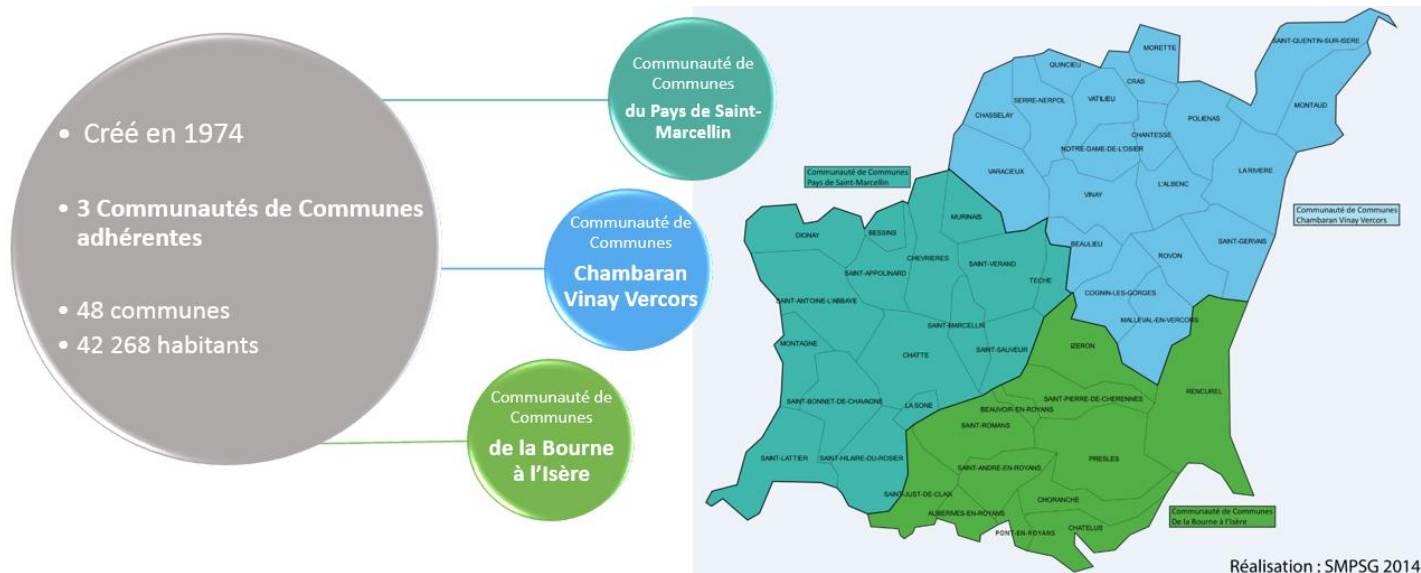 • Créé en 1974
• 3 Communautés de Communes
adhérentes
• 48 communes
• 42 268 habitants
Communauté de
Communes
du Pays de Saint-
Marcellin
Communauté de
Communes
Chambaran
Vinay Vercors
Communauté de
Communes
de la Bourne
à l'Isère
SAINT-QUENTIN-SUR-ISERE
MORETTE
QUINCIEU
CRAS
SERRE-NERPOL
VATILIEU
MONTAUD
CHASSELAY
POLIENAS
CHANTESSE
NOTRE-DAME-DE-L'OSIER
VARACIEUX
LA RIVIERE
L'ALBENC
VINAY
Communauté de Communes
Pays de Saint-Marcellin
Communauté de Communes
Chambaran Vinay Vercors
MURINAIS
DIONAY
BESSINS
SAINT-GERVAIS
BEAULIEU
ROVON
CHEVRIERES
SAINT-VERAND
SAINT-APPOLINARD
TECHE
COGNIN-LES-GORGES
SAINT-ANTOINE-L'ABBAYE
MALLEVAL-EN-VERCORS
SAINT-MARCELLIN
MONTAGNE
IZERON
SAINT-SAUVEUR
CHATTE
RENCUREL
SAINT-PIERRE-DE-CHERENNES
SAINT-BONNET-DE-CHAVAGNE
LA SONE
BEAUVOIR-EN-ROYANS
SAINT-ROMANS
SAINT-LATTIER
SAINT-HILAIRE-DU-ROSIER
PRESLES
SAINT-ANDRE-EN-ROYANS
SAINT-JUST-DE-CLAIX
CHORANCHE
AUBERIVES-EN-ROYANS
CHATELUS
PONT-EN-ROYANS
Communauté de Communes
De la Bourne à l'Isère
Réalisation : SMPSG 2014